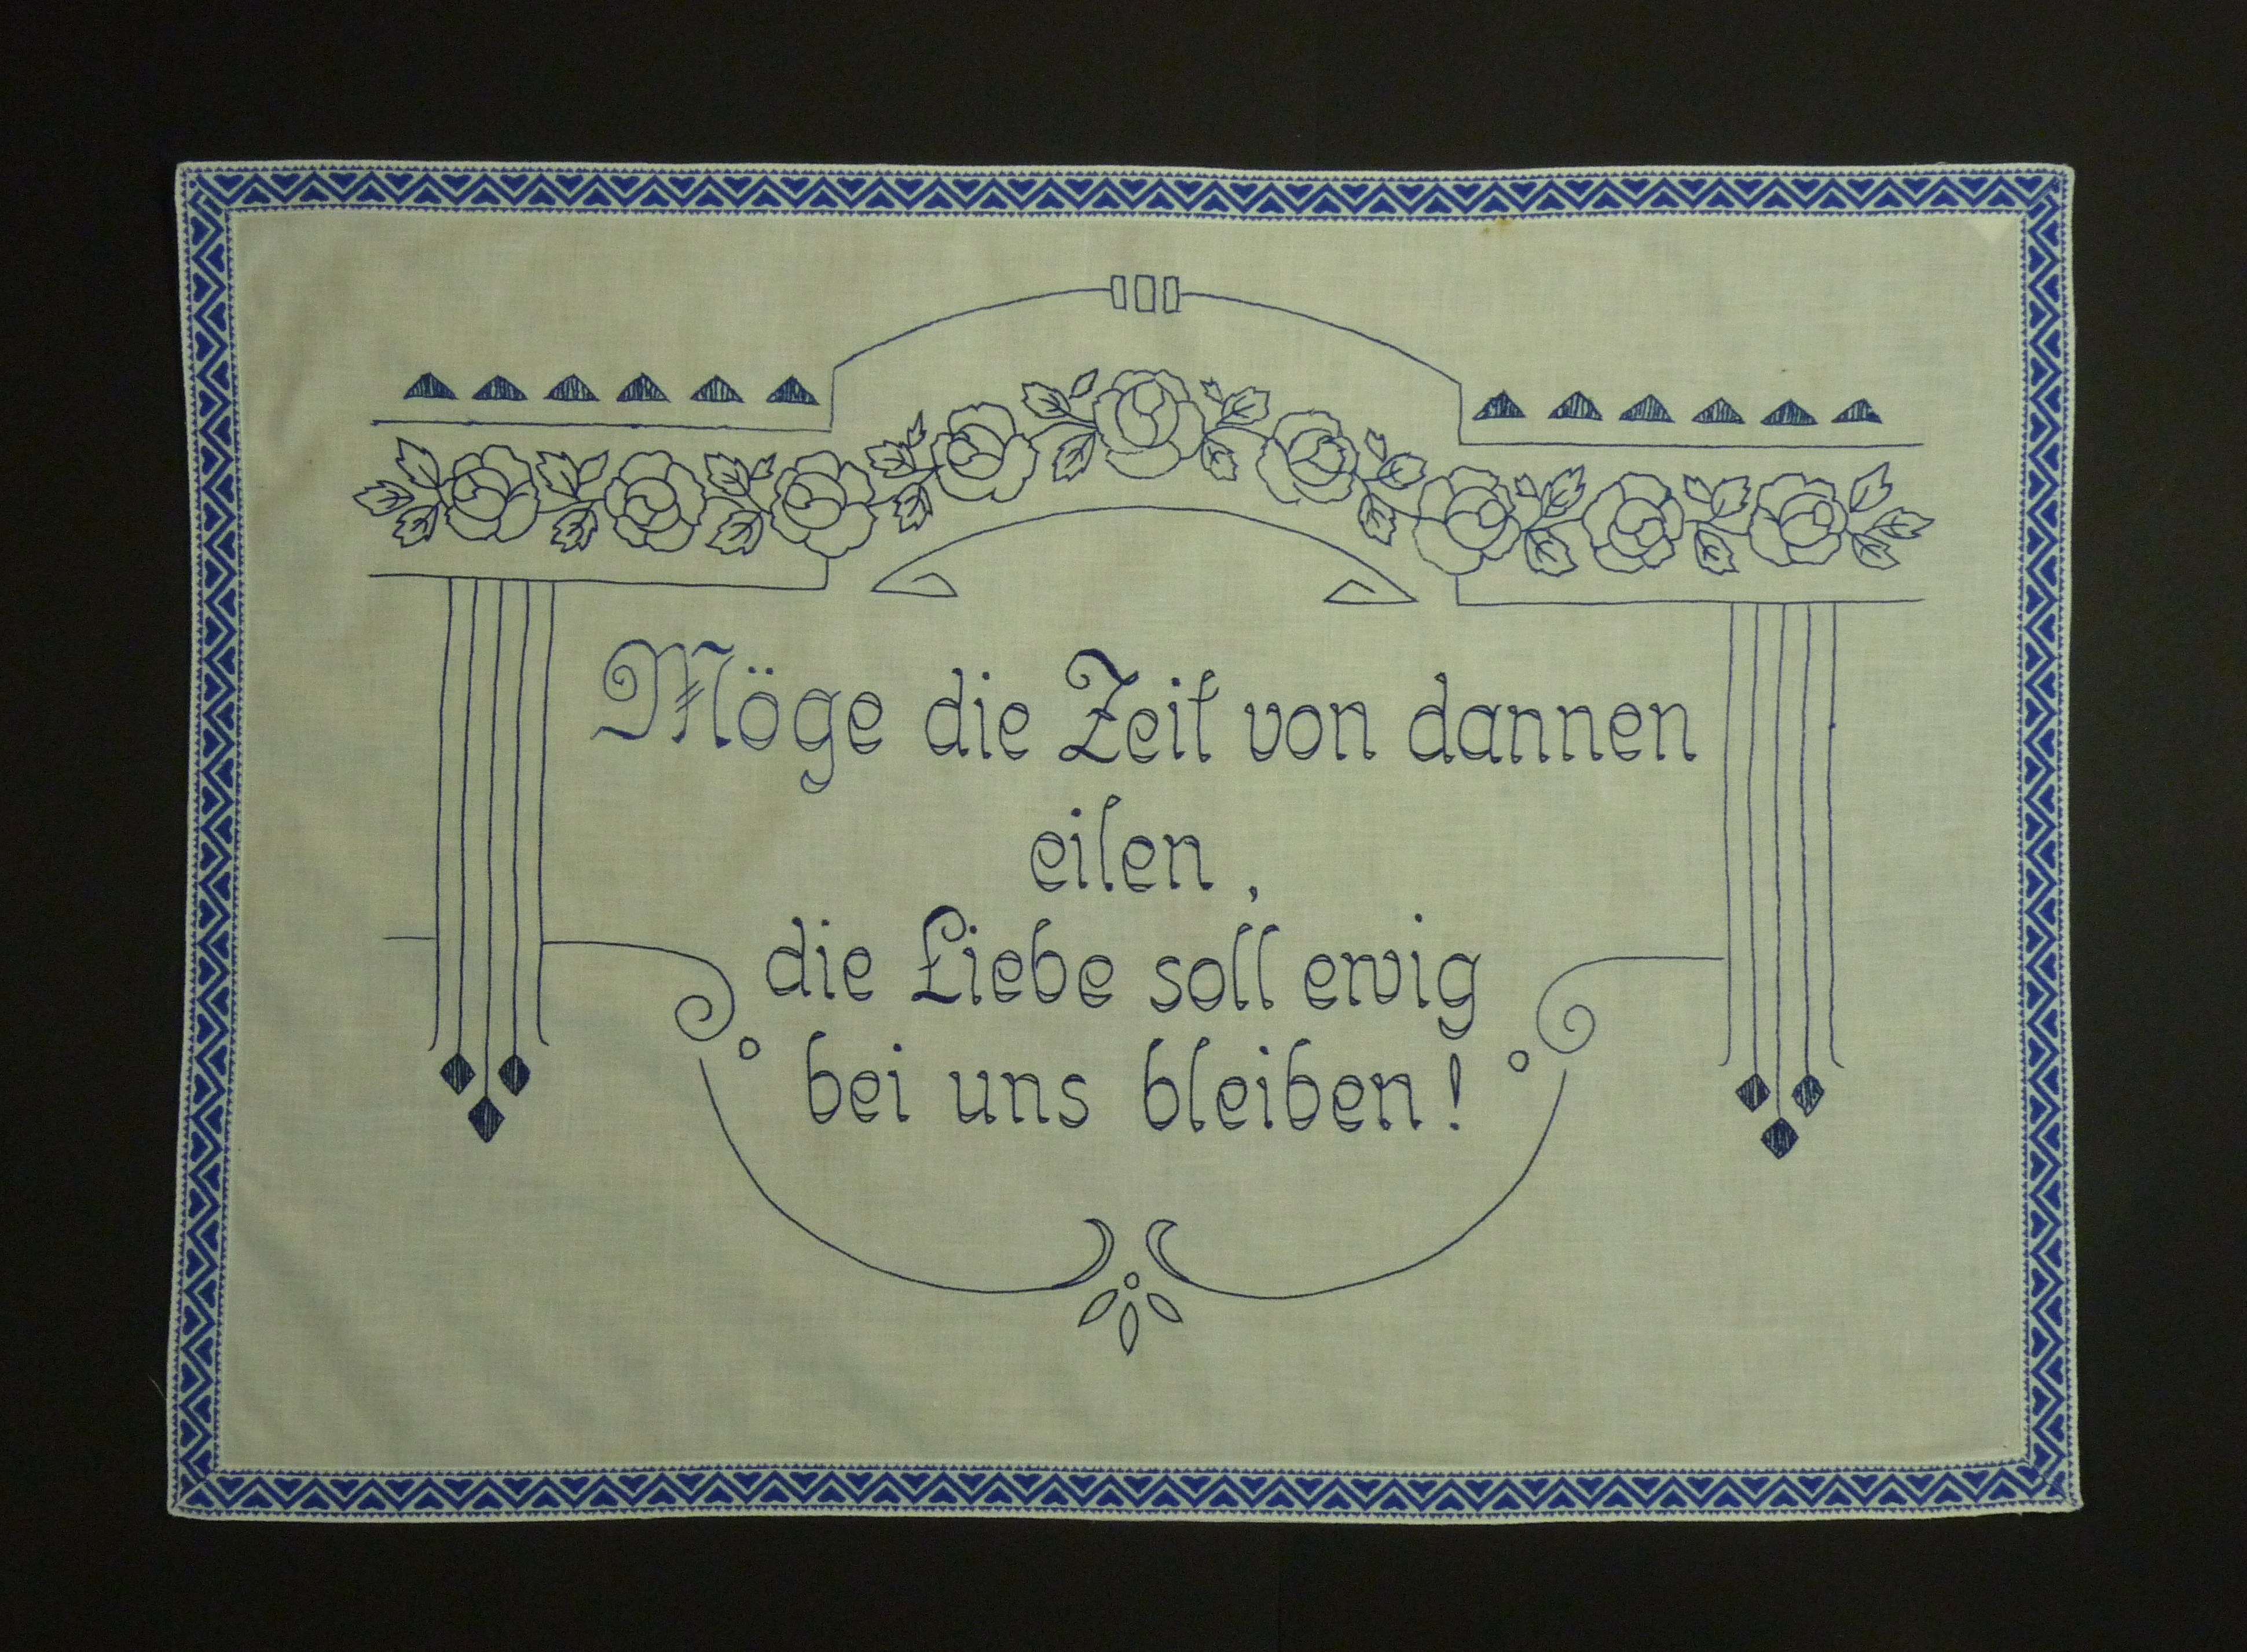 Möge die Zeit von dannen
eilen,
die Liebe soll ewig
bei uns bleiben!